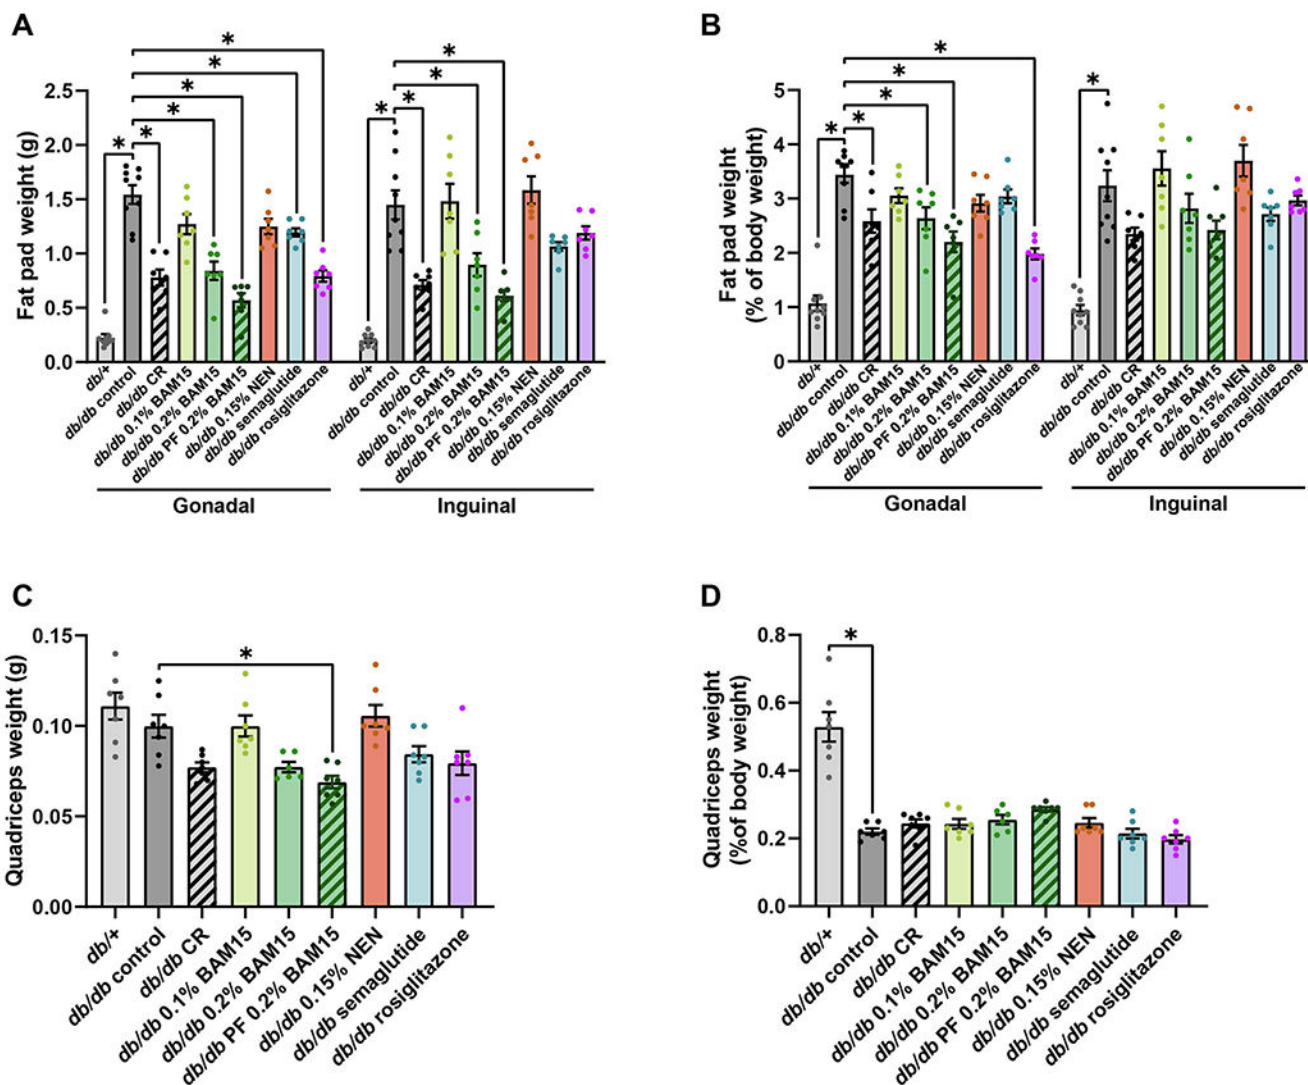 A
Fat pad weight (g)
2.5
2.0
1.5
1.0
0.5
0.0
* * * * * *
* * * *
db/+
db/db control
db/db CR
db/db 0.1% BAM15
db/db 0.2% BAM15
db/db PF 0.2% BAM15
db/db 0.15% NEN
db/db semaglutide
db/db rosiglitazone
db/+
db/db control
db/db CR
db/db 0.1% BAM15
db/db 0.2% BAM15
db/db PF 0.2% BAM15
db/db 0.15% NEN
db/db semaglutide
db/db rosiglitazone
Gonadal
Inguinal
B
Fat pad weight
(% of body weight)
5
4
3
2
1
0
* * * * *
*
db/+
db/db control
db/db CR
db/db 0.1% BAM15
db/db 0.2% BAM15
db/db PF 0.2% BAM15
db/db 0.15% NEN
db/db semaglutide
db/db rosiglitazone
db/+
db/db control
db/db CR
db/db 0.1% BAM15
db/db 0.2% BAM15
db/db PF 0.2% BAM15
db/db 0.15% NEN
db/db semaglutide
db/db rosiglitazone
Gonadal
Inguinal
C
Quadriceps weight (g)
0.15
0.10
0.05
0.00
*
db/+
db/db control
db/db CR
db/db 0.1% BAM15
db/db 0.2% BAM15
db/db PF 0.2% BAM15
db/db 0.15% NEN
db/db semaglutide
db/db rosiglitazone
D
Quadriceps weight
(%of body weight)
0.8
0.6
0.4
0.2
0.0
*
db/+
db/db control
db/db CR
db/db 0.1% BAM15
db/db 0.2% BAM15
db/db PF 0.2% BAM15
db/db 0.15% NEN
db/db semaglutide
db/db rosiglitazone